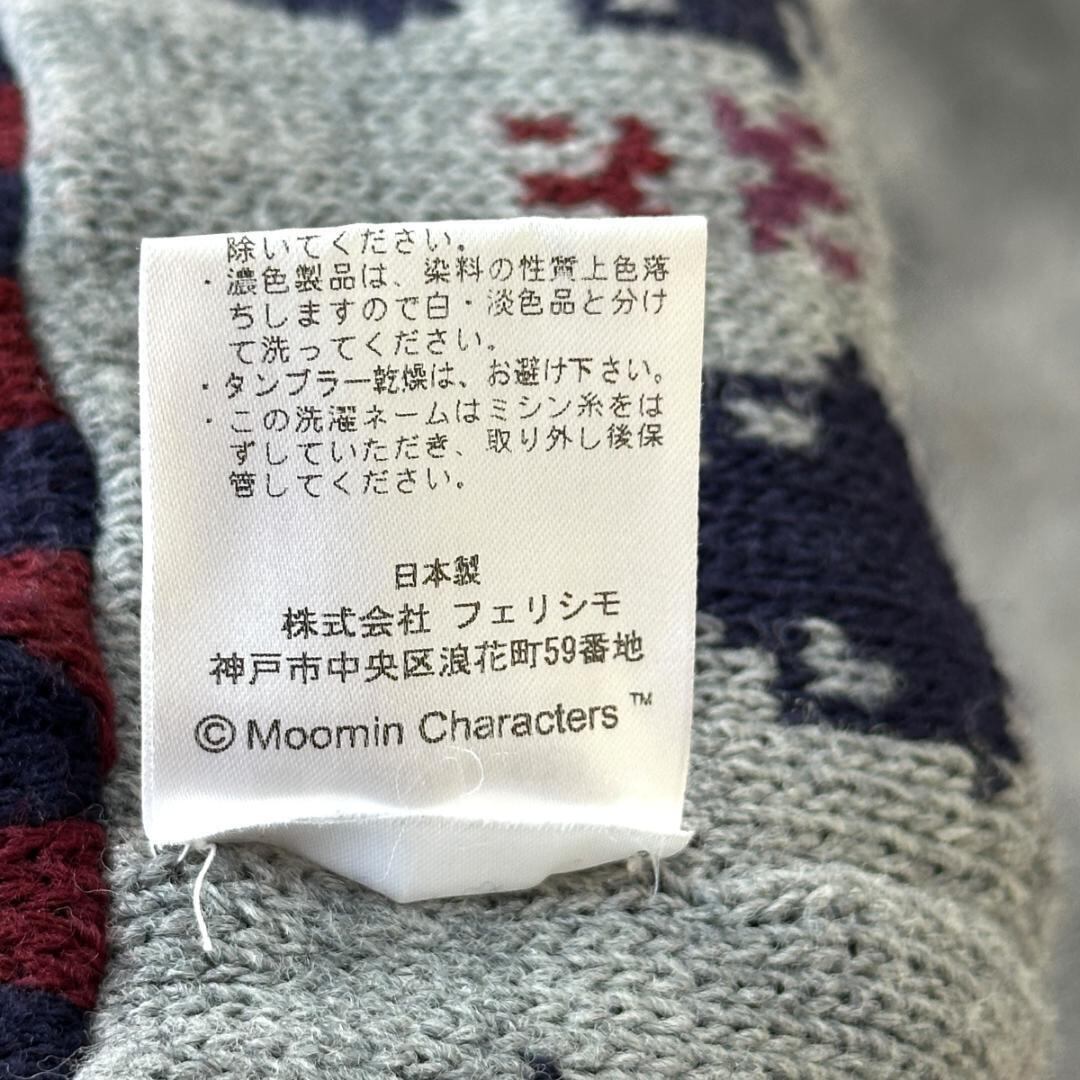 除いてください。
・濃色製品は、染料の性質上色落
ちしますので白・淡色品と分け
て洗ってください。
・タンブラー乾燥は、お避け下さい。
・この洗濯ネームはミシン糸をは
ずしていただき、取り外し後保
管してください。
日本製
株式会社 フェリシモ
神戸市中央区浪花町59番地
© Moomin Characters™